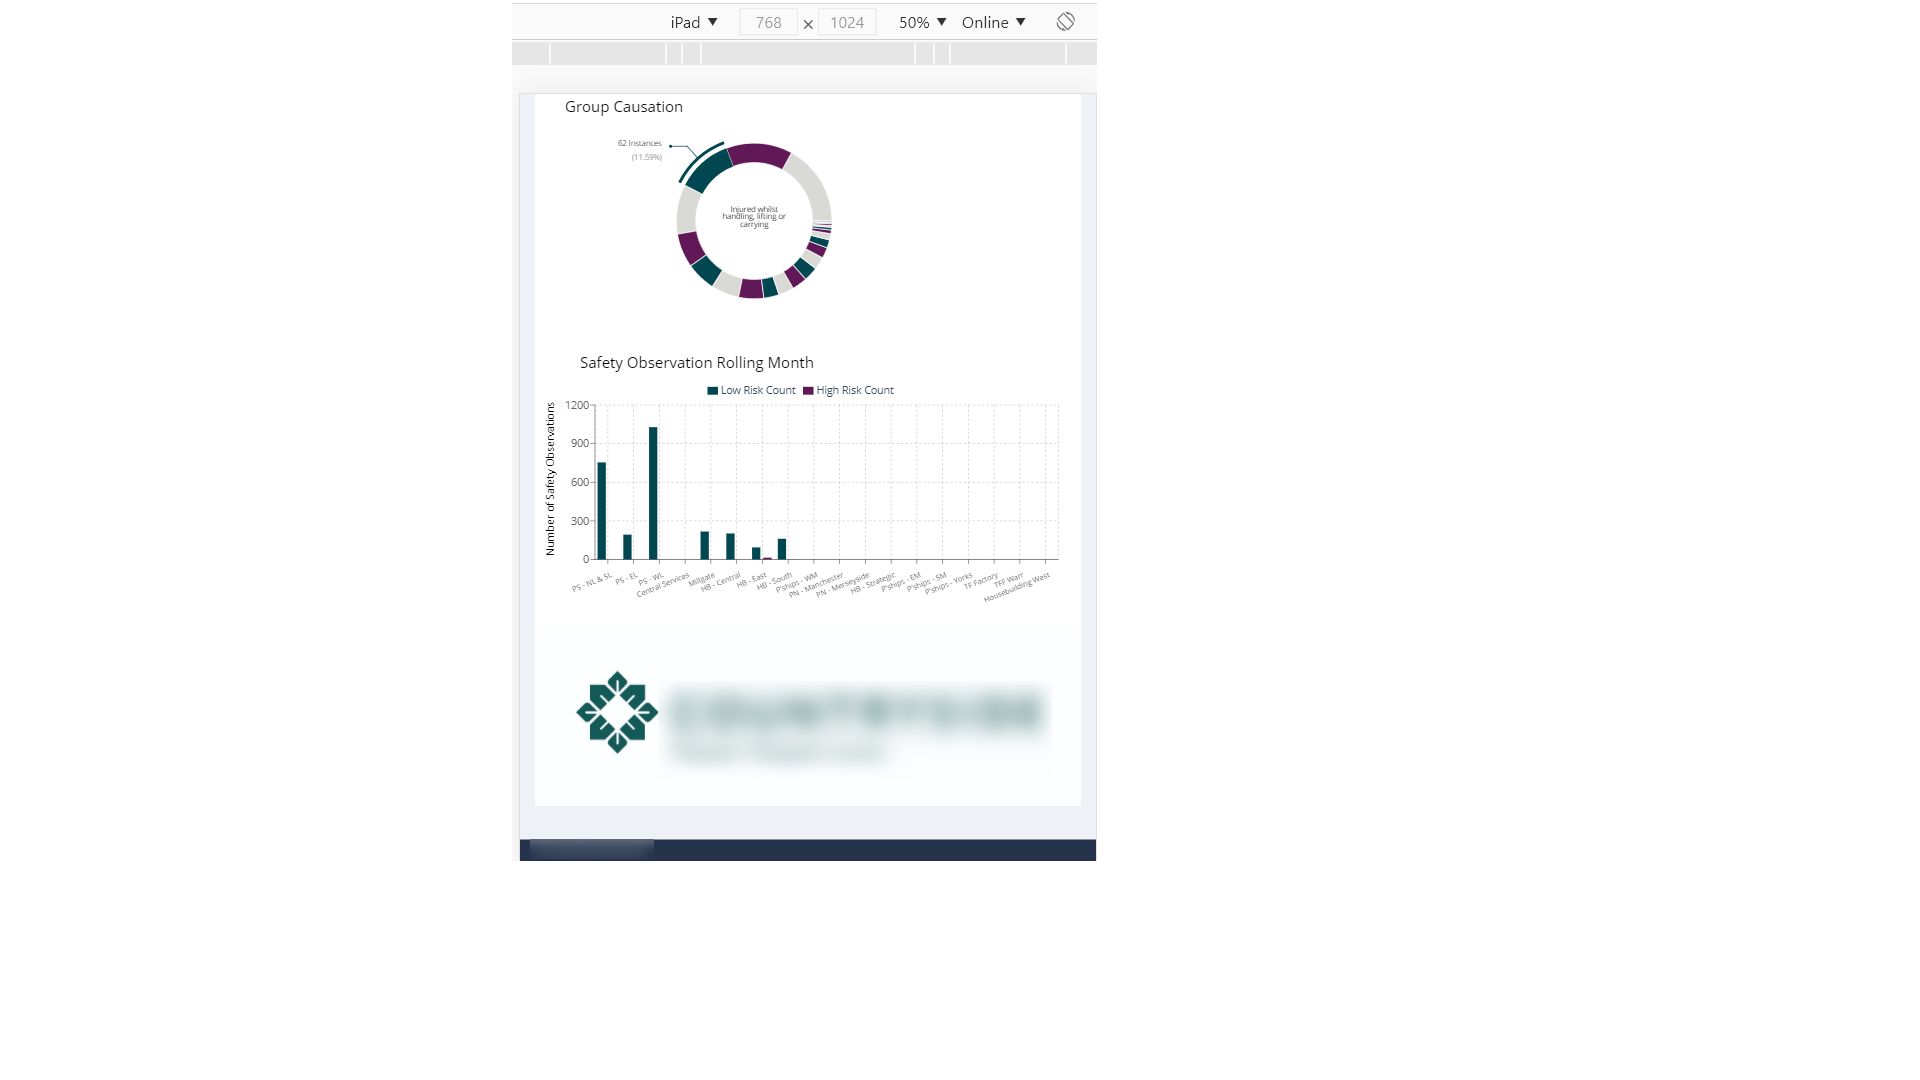 iPad ▼ 768 × 1024 50% ▼ Online ▼
Group Causation
62 Instances
(11.59%)
Injured whilst
handling, lifting or
carrying
Safety Observation Rolling Month
Low Risk Count High Risk Count
Number of Safety Observations
1200
900
600
300
0
PS - NL & SL
PS - EL
PS - WL
Central Services
Millgate
HB - Central
HB - East
HB - South
P'ships - WM
PN - Manchester
PN - Merseyside
HB - Strategic
P'ships - EM
P'ships - SM
P'ships - Yorks
TF Factory
TFF Warr
Housebuilding West
COUNTRYSIDE